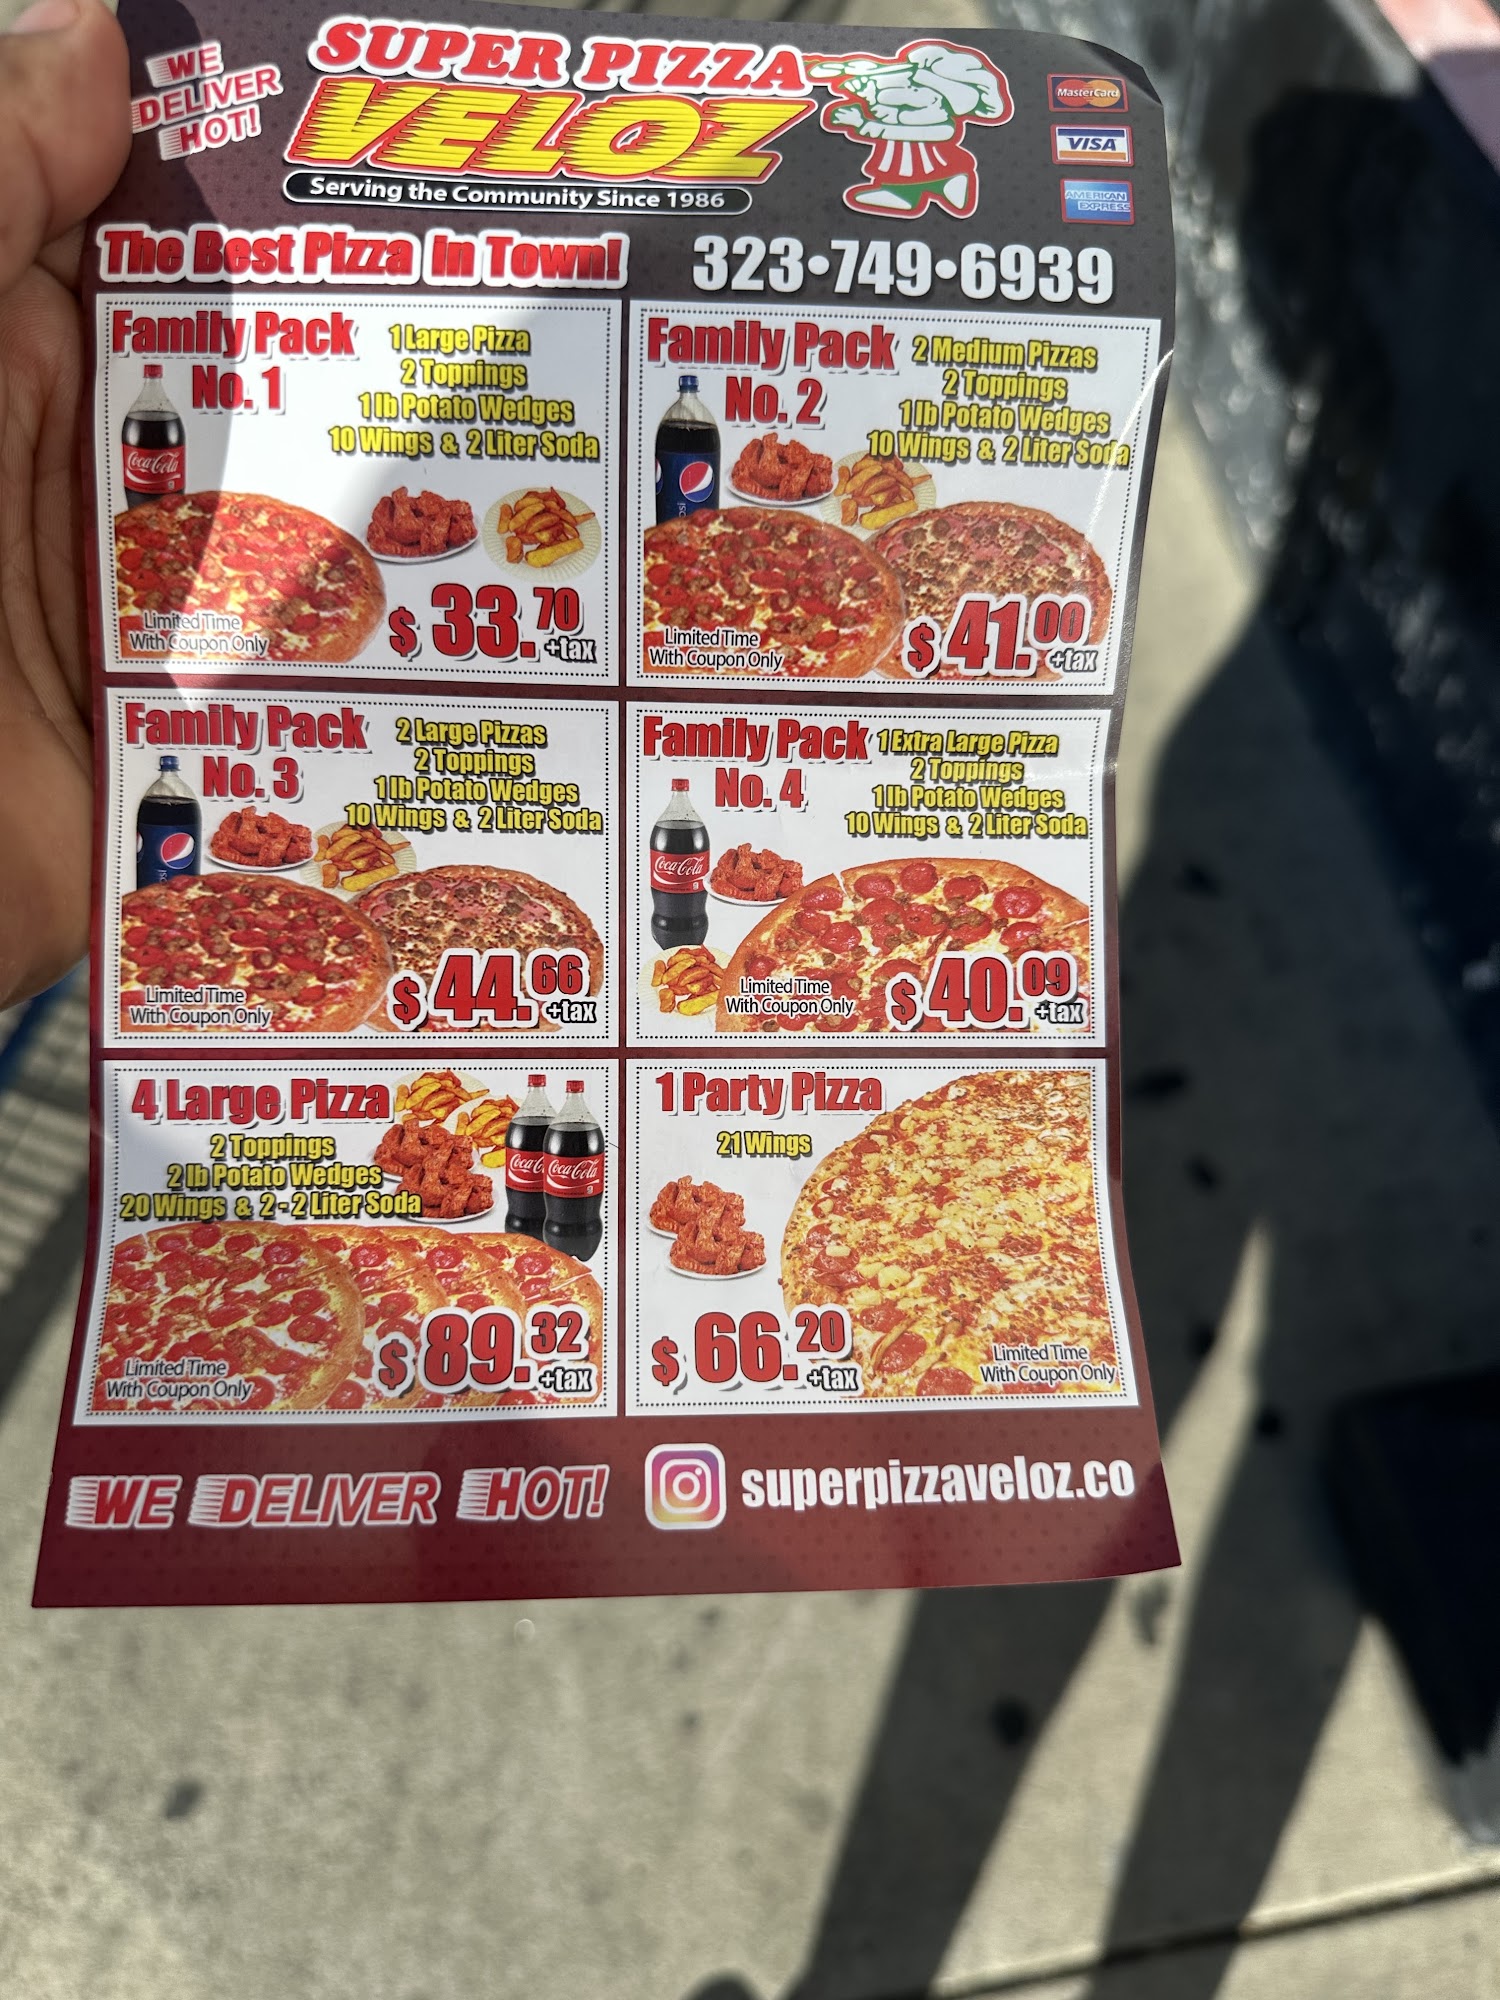 WE
DELIVER
HOT!
SUPER PIZZA
VELOZ
Serving the Community Since 1986
MasterCard
VISA
AMERICAN
EXPRESS
The Best Pizza in Town!
323•749•6939
Family Pack
No. 1
1 Large Pizza
2 Toppings
1 lb Potato Wedges
10 Wings & 2 Liter Soda
Coca-Cola
Limited Time
With Coupon Only
$ 33.70
+tax
Family Pack
No. 2
2 Medium Pizzas
2 Toppings
1 lb Potato Wedges
10 Wings & 2 Liter Soda
Limited Time
With Coupon Only
$ 41.00
+tax
Family Pack
No. 3
2 Large Pizzas
2 Toppings
1 lb Potato Wedges
10 Wings & 2 Liter Soda
Limited Time
With Coupon Only
$ 44.66
+tax
Family Pack
No. 4
1 Extra Large Pizza
2 Toppings
1 lb Potato Wedges
10 Wings & 2 Liter Soda
Coca-Cola
Limited Time
With Coupon Only
$ 40.09
+tax
4 Large Pizza
2 Toppings
2 lb Potato Wedges
20 Wings & 2 - 2 Liter Soda
Coca-C
Coca-Cola
Limited Time
With Coupon Only
$ 89.32
+tax
1 Party Pizza
21 Wings
$ 66.20
+tax
Limited Time
With Coupon Only
WE DELIVER HOT!
superpizzaveloz.co